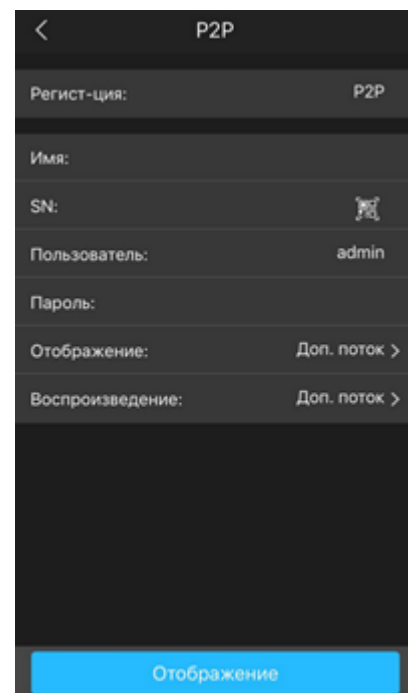 P2P
Регист-ция: P2P
Имя:
SN:
Пользователь: admin
Пароль:
Отображение: Доп. поток >
Воспроизведение: Доп. поток >
Отображение